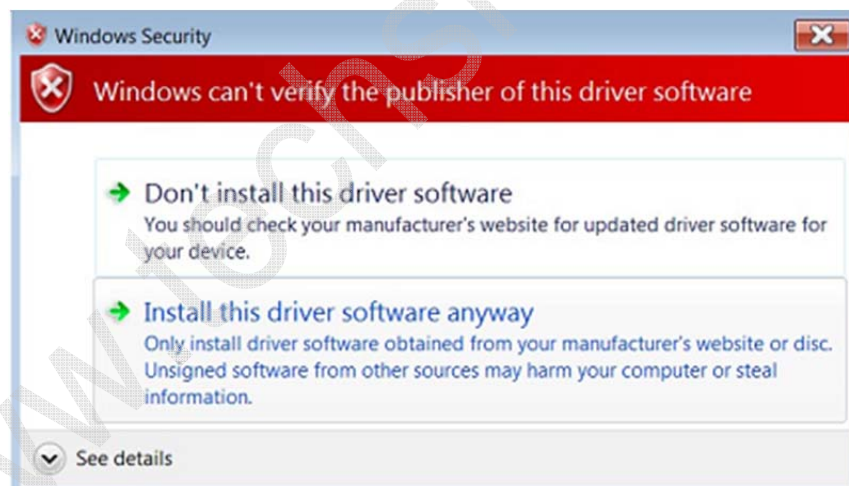 Windows Security
Windows can't verify the publisher of this driver software
Don't install this driver software
You should check your manufacturer's website for updated driver software for
your device.
Install this driver software anyway
Only install driver software obtained from your manufacturer's website or disc.
Unsigned software from other sources may harm your computer or steal
information.
See details